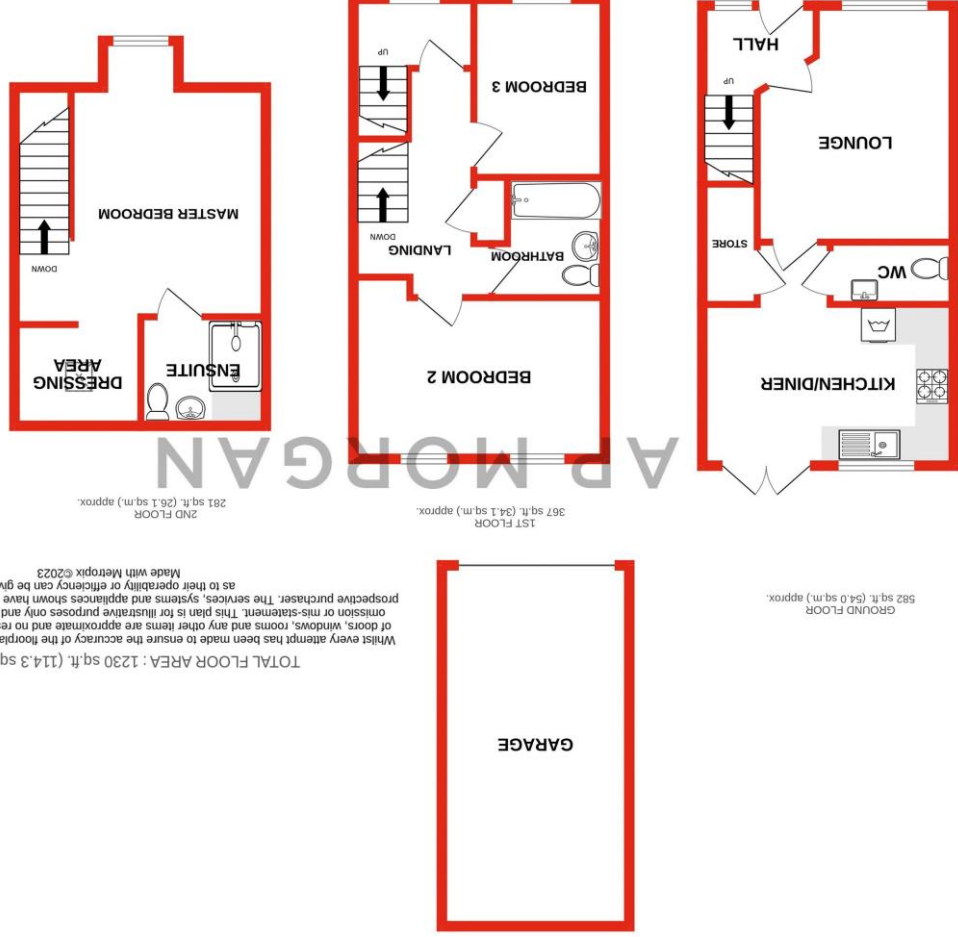 GARAGE
GROUND FLOOR
582 sq.ft. (54.0 sq.m.) approx.
TOTAL FLOOR AREA : 1230 sq.ft. (114.3 sq
Whilst every attempt has been made to ensure the accuracy of the floorpla
of doors, windows, rooms and any other items are approximate and no re
omission or mis-statement. This plan is for illustrative purposes only and
prospective purchaser. The services, systems and appliances shown have
as to their operability or efficiency can be giv
Made with Metropix ©2023
1ST FLOOR
367 sq.ft. (34.1 sq.m.) approx.
2ND FLOOR
281 sq.ft. (26.1 sq.m.) approx.
AP MORGAN
KITCHEN/DINER
WC
STORE
LOUNGE
UP
HALL
BEDROOM 2
BATHROOM
LANDING
DOWN
BEDROOM 3
UP
ENSUITE
DRESSING
AREA
DOWN
MASTER BEDROOM